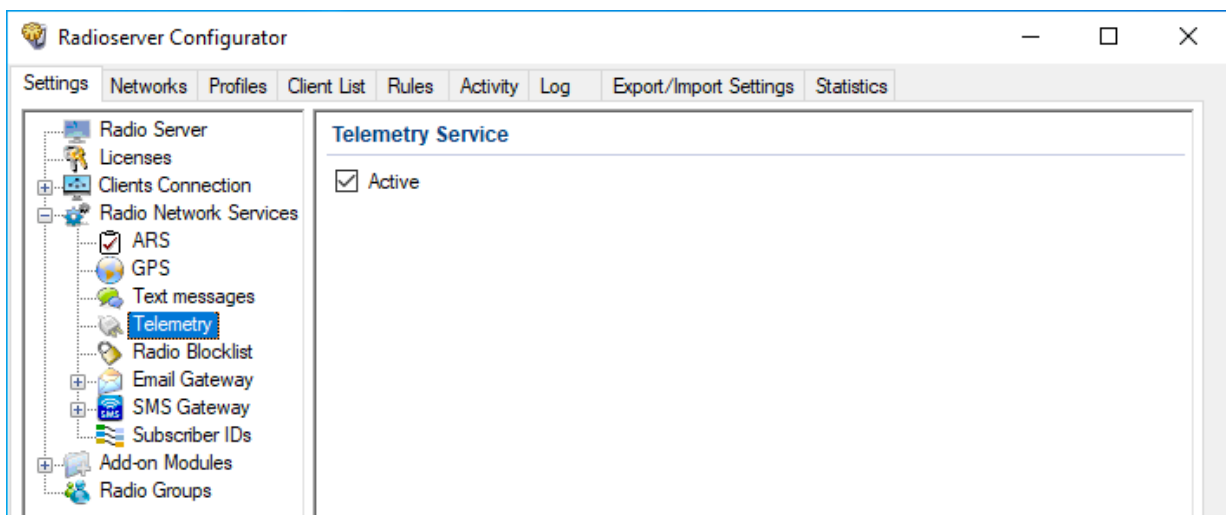 Radioserver Configurator
Settings Networks Profiles Client List Rules Activity Log Export/Import Settings Statistics
Radio Server
Licenses
Clients Connection
Radio Network Services
ARS
GPS
Text messages
Telemetry
Radio Blocklist
Email Gateway
SMS Gateway
Subscriber IDs
Add-on Modules
Radio Groups
Telemetry Service
Active